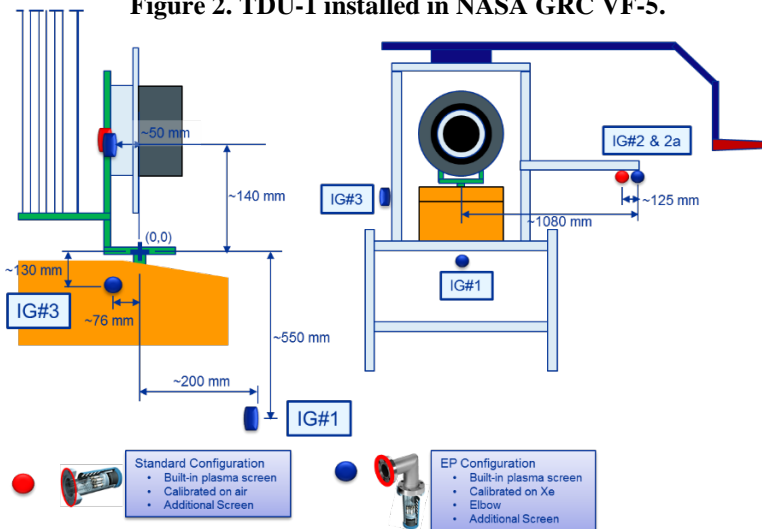 Figure 2. TDU-1 installed in NASA GRC VF-5.
~50 mm
~140 mm
(0,0)
~130 mm
IG#3
~76 mm
~550 mm
~200 mm
IG#1
IG#2 & 2a
IG#3
~125 mm
~1080 mm
IG#1
Standard Configuration
• Built-in plasma screen
• Calibrated on air
• Additional Screen
EP Configuration
• Built-in plasma screen
• Calibrated on Xe
• Elbow
• Additional Screen